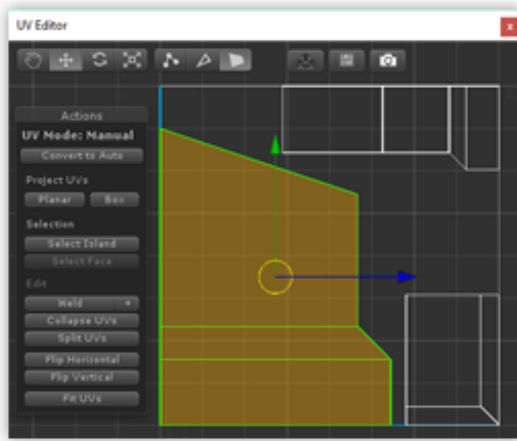 UV Editor
x
Actions
UV Mode: Manual
Convert to Auto
Project UVs
Planar Box
Selection
Select Island
Select Face
Edit
Weld +
Collapse UVs
Split UVs
Flip Horizontal
Flip Vertical
Fit UVs